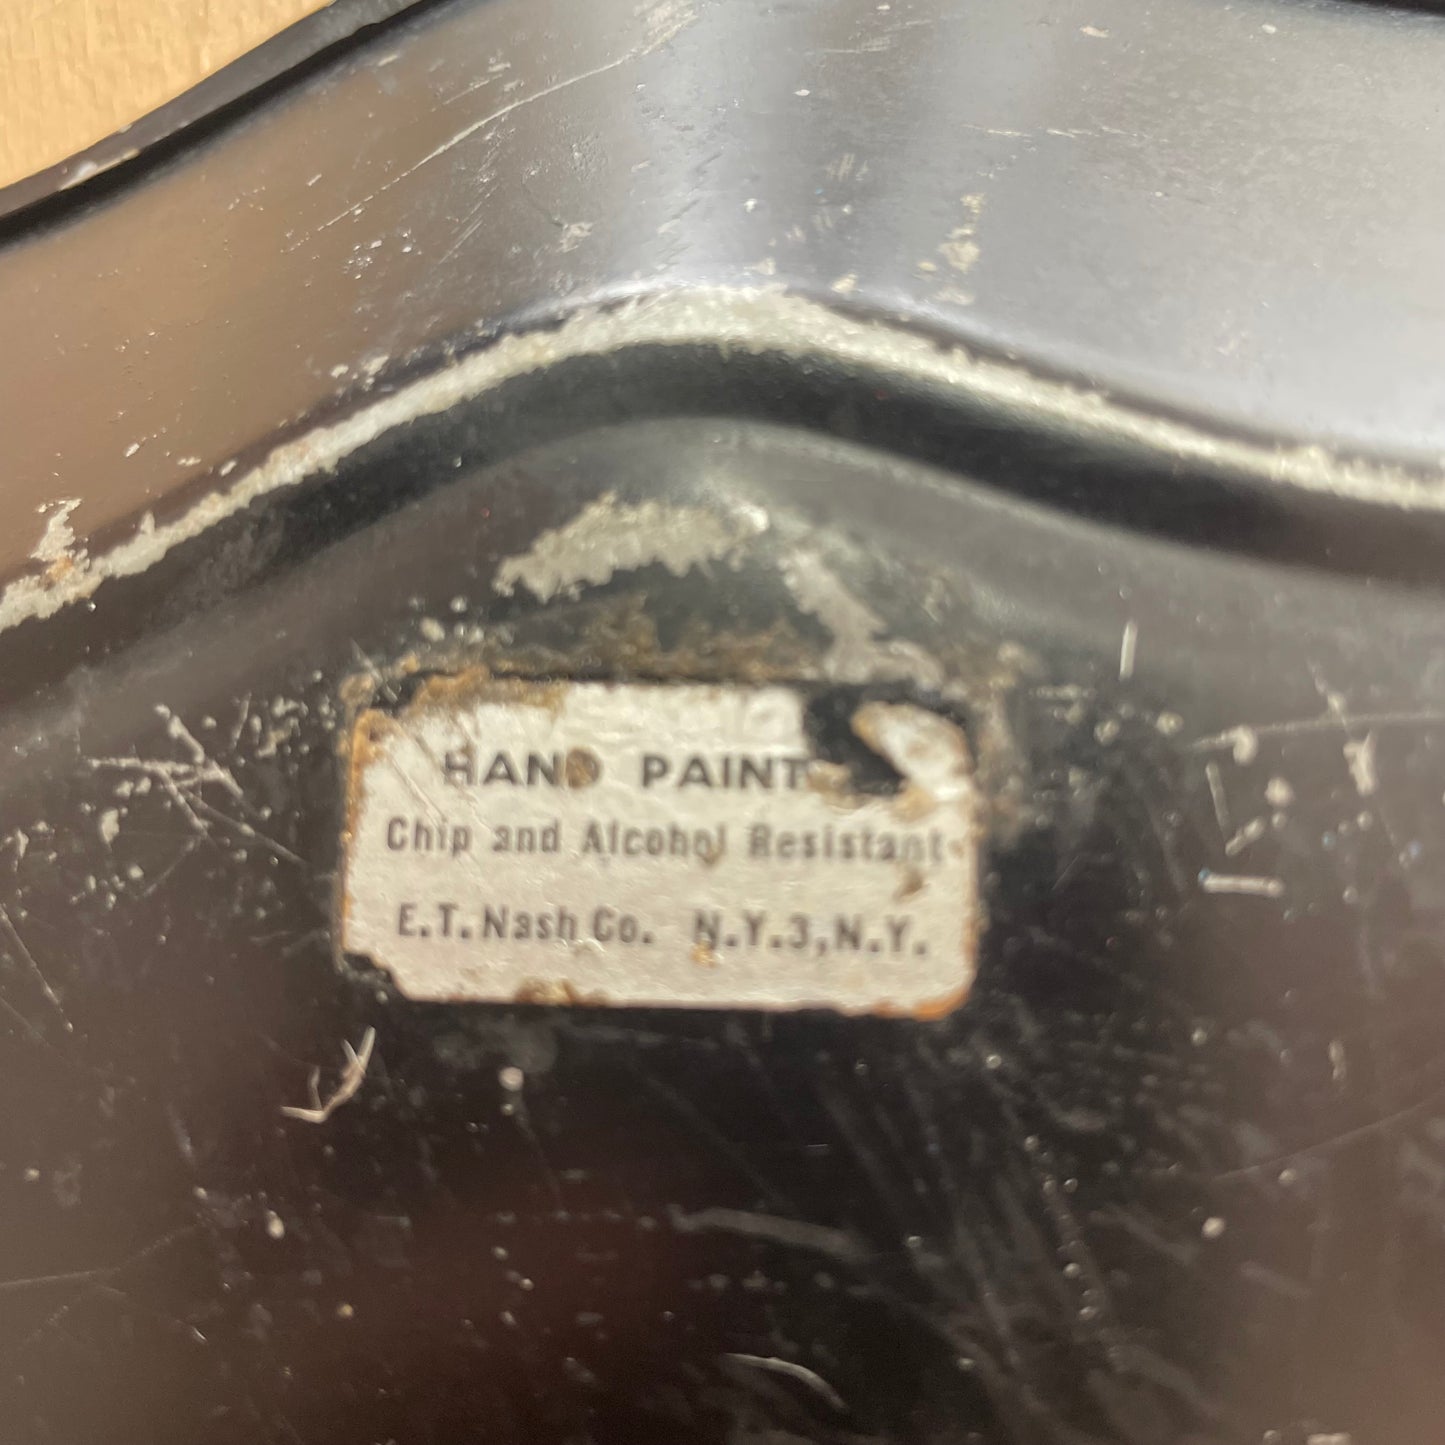 HAND PAINT
Chip and Alcohol Resistant
E.T. Nash Co. N.Y.3, N.Y.